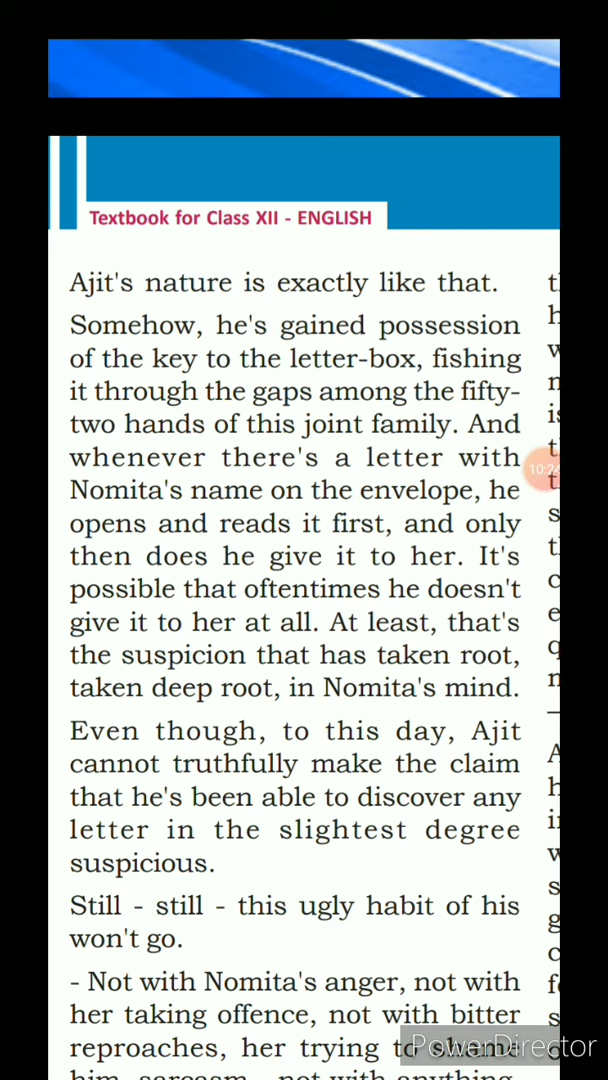 Textbook for Class XII - ENGLISH
Ajit's nature is exactly like that.
Somehow, he's gained possession
of the key to the letter-box, fishing
it through the gaps among the fifty-
two hands of this joint family. And
whenever there's a letter with
Nomita's name on the envelope, he
opens and reads it first, and only
then does he give it to her. It's
possible that oftentimes he doesn't
give it to her at all. At least, that's
the suspicion that has taken root,
taken deep root, in Nomita's mind.
Even though, to this day, Ajit
cannot truthfully make the claim
that he's been able to discover any
letter in the slightest degree
suspicious.
Still - still - this ugly habit of his
won't go.
- Not with Nomita's anger, not with
her taking offence, not with bitter
reproaches, her trying to shame
him, sarcasm - not with anything.
PowerDirector